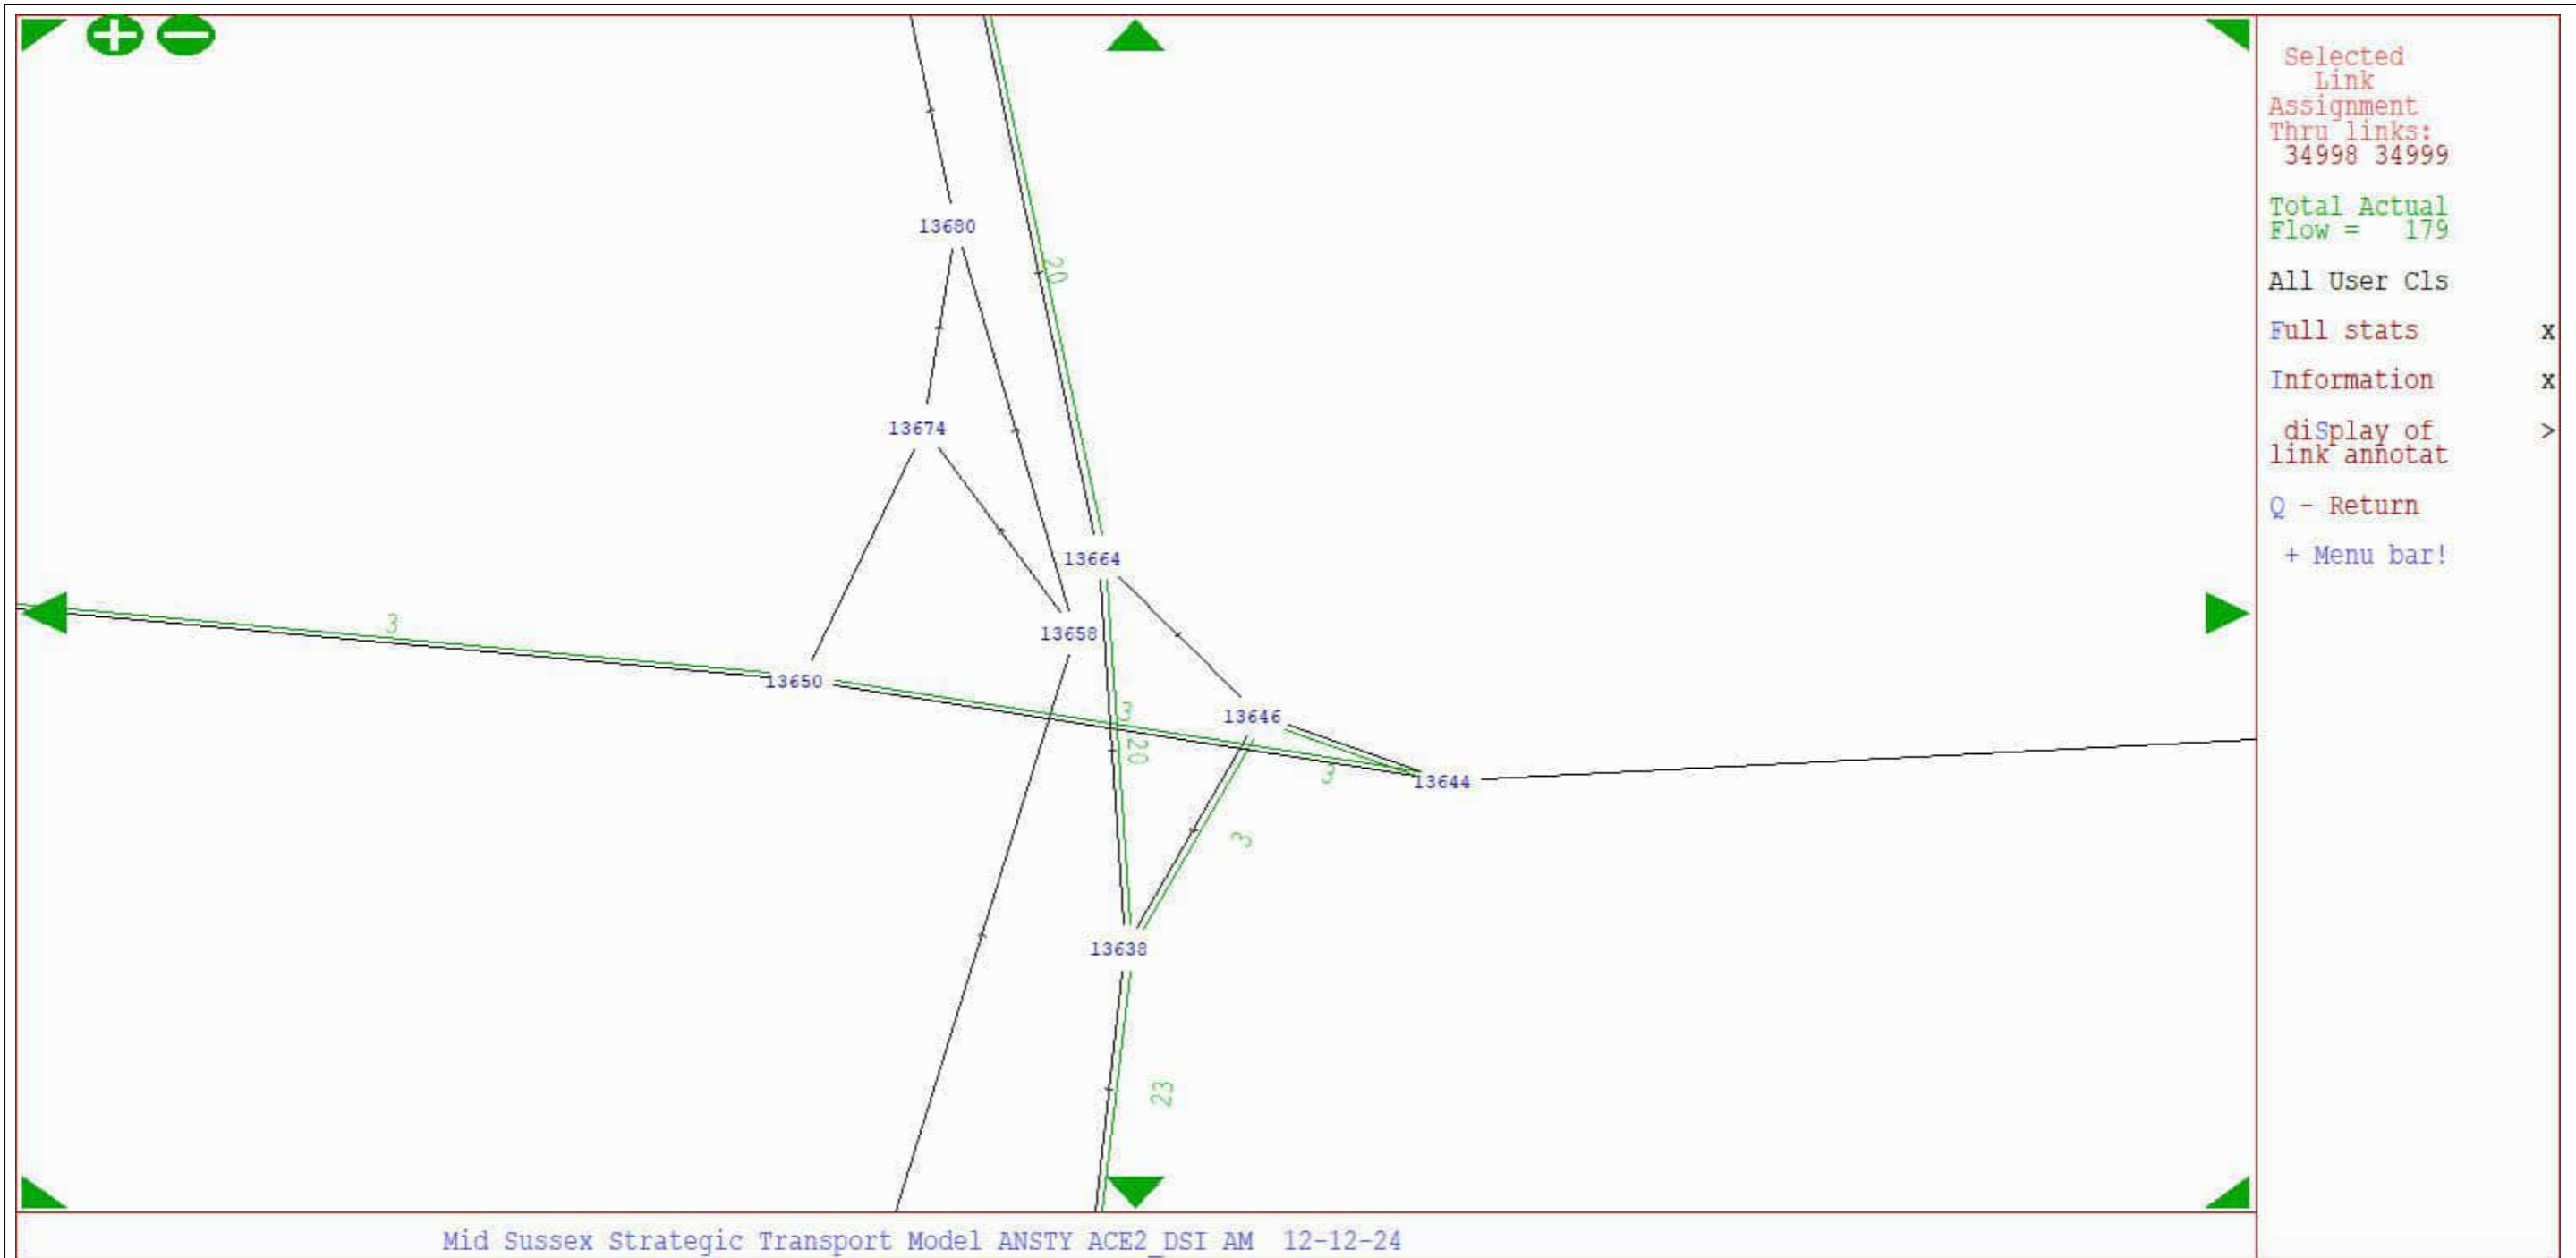 Selected
Link
Assignment
Thru links:
34998 34999
Total Actual
Flow = 179
All User Cls
Full stats x
Information x
diSplay of >
link annotat
Q - Return
+ Menu bar!
13680
20
13674
13664
3
13658
13650
3
13646
20
3
13644
3
13638
23
Mid Sussex Strategic Transport Model ANSTY ACE2_DSI AM 12-12-24